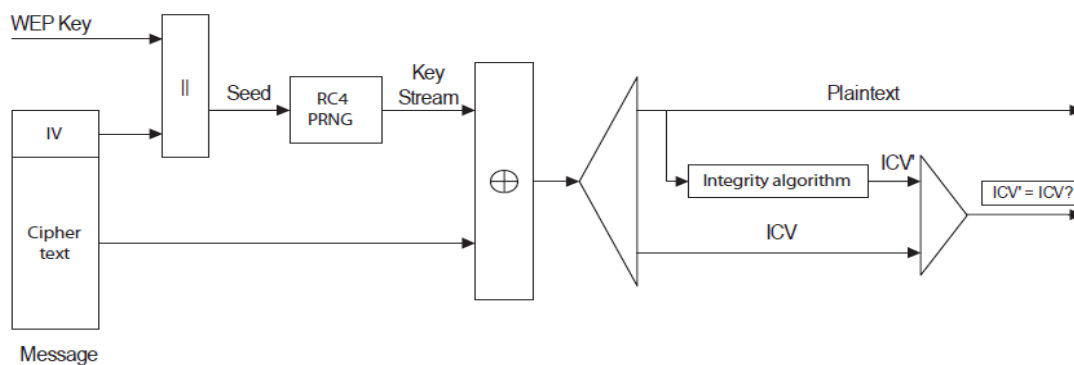 WEP Key
||
Seed
RC4
PRNG
Key
Stream
IV
Cipher
text
Message
Plaintext
Integrity algorithm
ICV'
ICV
ICV' = ICV?